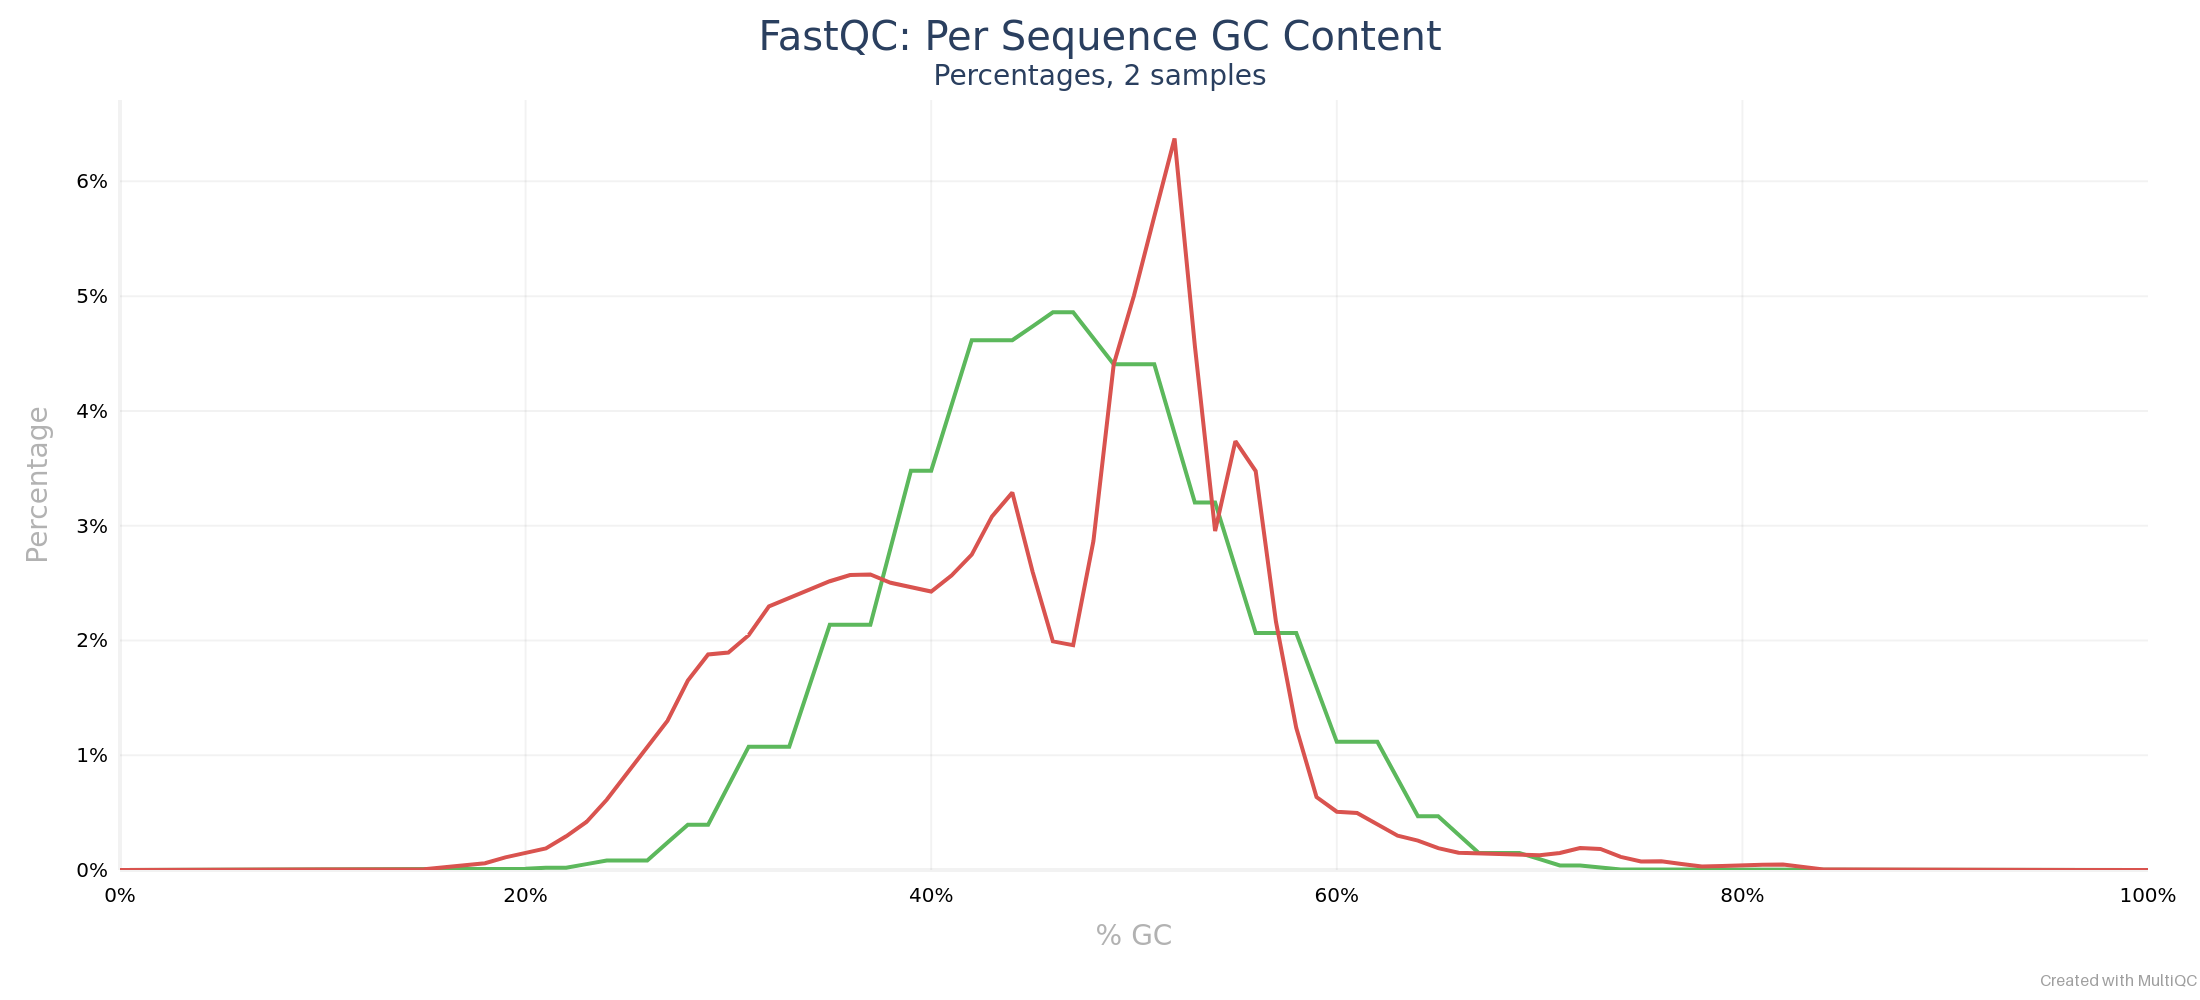 FastQC: Per Sequence GC Content
Percentages, 2 samples
Percentage
6%
5%
4%
3%
2%
1%
0%
0% 20% 40% 60% 80% 100%
% GC
Created with MultiQC